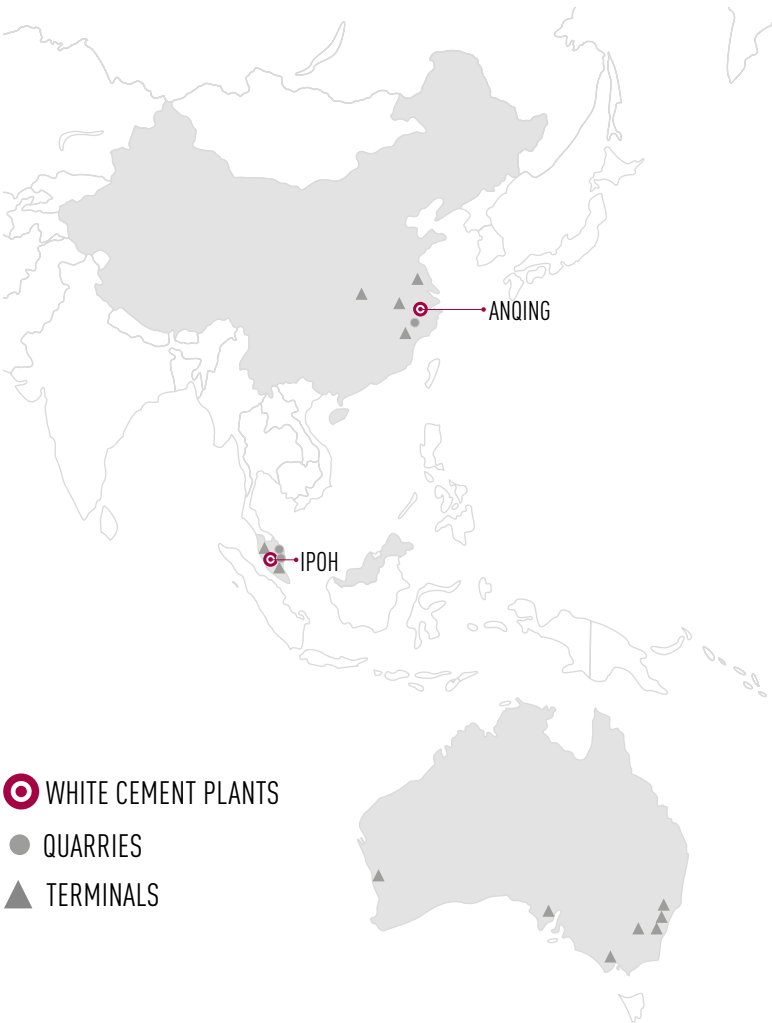 ANQING
IPOH
WHITE CEMENT PLANTS
QUARRIES
TERMINALS